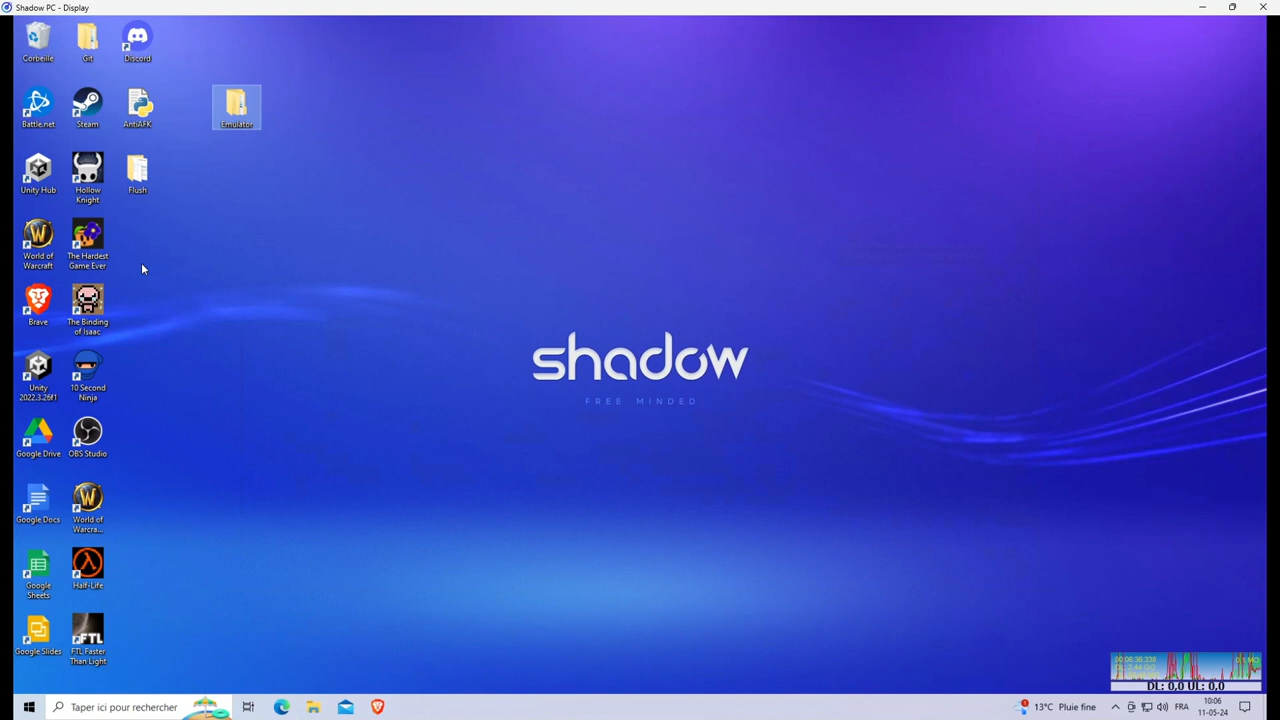 Shadow PC - Display
Corbeille
Git
Discord
Battle.net
Steam
AntiAFK
Emulator
Unity Hub
Hollow
Knight
Flush
World of
Warcraft
The Hardest
Game Ever
Brave
The Binding
of Isaac
shadow
FREE MINDED
Unity
2022.3.26f1
10 Second
Ninja
Google Drive
OBS Studio
Google Docs
World of
Warcra...
Google
Sheets
Half-Life
Google Slides
FTL
FTL Faster
Than Light
DL: 0,0 UL: 0,0
Taper ici pour rechercher
13°C Pluie fine
FRA
10:06
11-05-24